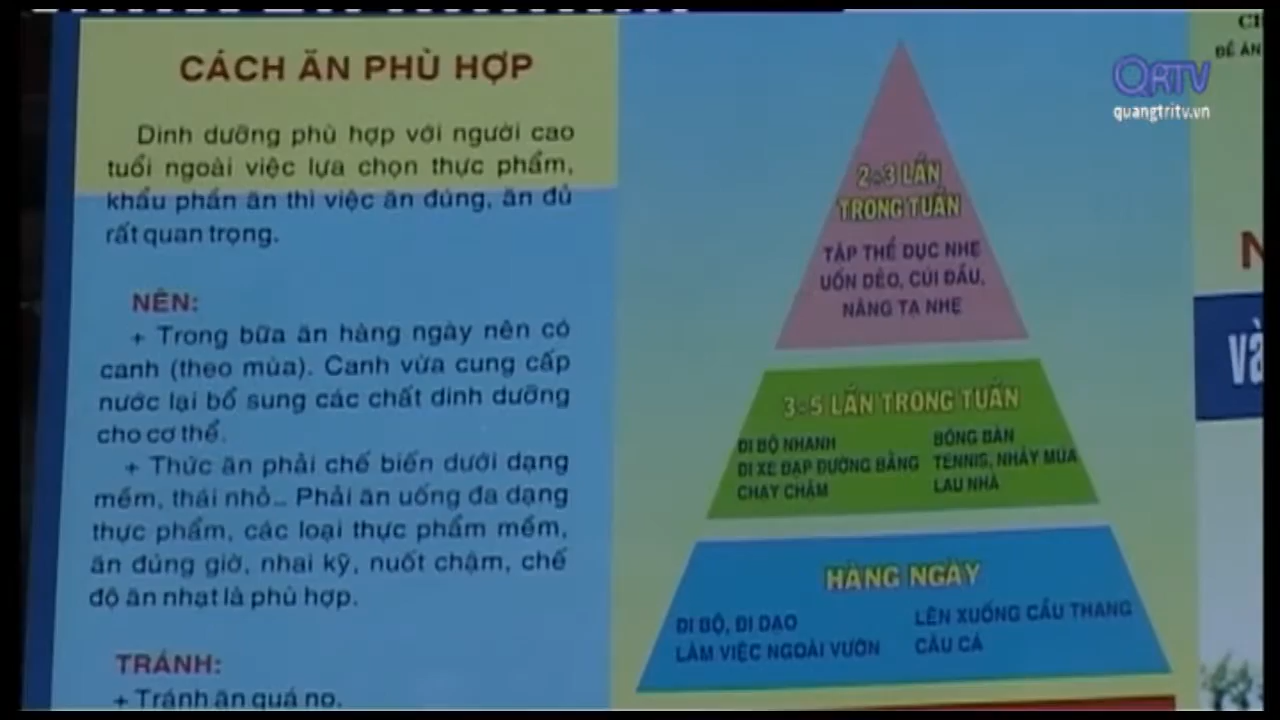 CÁCH ĂN PHÙ HỢP
Dinh dưỡng phù hợp với người cao
tuổi ngoài việc lựa chọn thực phẩm,
khẩu phần ăn thì việc ăn đúng, ăn đủ
rất quan trọng.
NÊN:
+ Trong bữa ăn hàng ngày nên có
canh (theo mùa). Canh vừa cung cấp
nước lại bổ sung các chất dinh dưỡng
cho cơ thể.
+ Thức ăn phải chế biến dưới dạng
mềm, thái nhỏ... Phải ăn uống đa dạng
thực phẩm, các loại thực phẩm mềm,
ăn đúng giờ, nhai kỹ, nuốt chậm, chế
độ ăn nhạt là phù hợp.
TRÁNH:
+ Tránh ăn quá no.
2-3 LẦN
TRONG TUẦN
TẬP THỂ DỤC NHẸ
UỐN DẺO, CÚI ĐẦU,
NÂNG TẠ NHẸ
3-5 LẦN TRONG TUẦN
ĐI BỘ NHANH
ĐI XE ĐẠP ĐƯỜNG BẰNG
CHẠY CHẬM
BÓNG BÀN
TENNIS, NHẢY MÚA
LAU NHÀ
HÀNG NGÀY
ĐI BỘ, ĐI DẠO
LÀM VIỆC NGOÀI VƯỜN
LÊN XUỐNG CẦU THANG
CÂU CÁ
QRTV
quangtritv.vn
ĐỀ ÁN